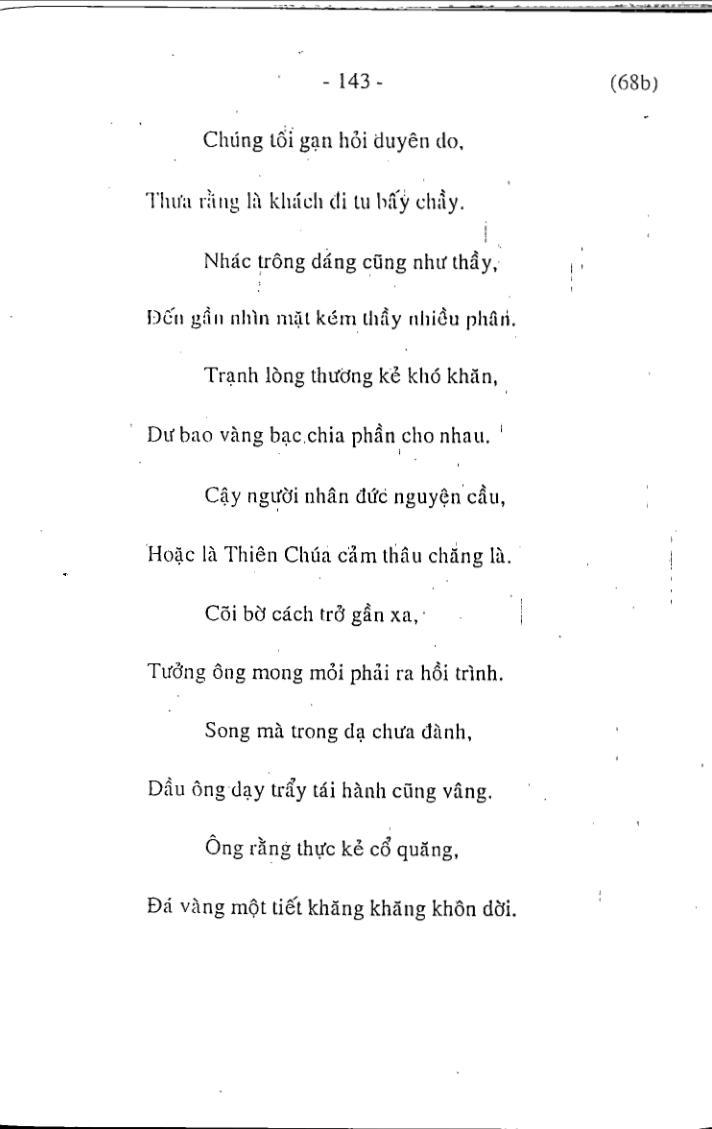 - 143 - (68b)
Chúng tôi gạn hỏi duyên do,
Thưa rằng là khách đi tu bấy chầy.
Nhác trông dáng cũng như thầy,
Đến gần nhìn mặt kém thầy nhiều phân.
Trạnh lòng thương kẻ khó khăn,
Dư bao vàng bạc chia phần cho nhau.
Cậy người nhân đức nguyện cầu,
Hoặc là Thiên Chúa cảm thâu chăng là.
Cõi bờ cách trở gần xa,
Tưởng ông mong mỏi phải ra hồi trình.
Song mà trong dạ chưa đành,
Dầu ông dạy trẩy tái hành cũng vâng.
Ông rằng thực kẻ cổ quăng,
Đá vàng một tiết khăng khăng khôn dời.